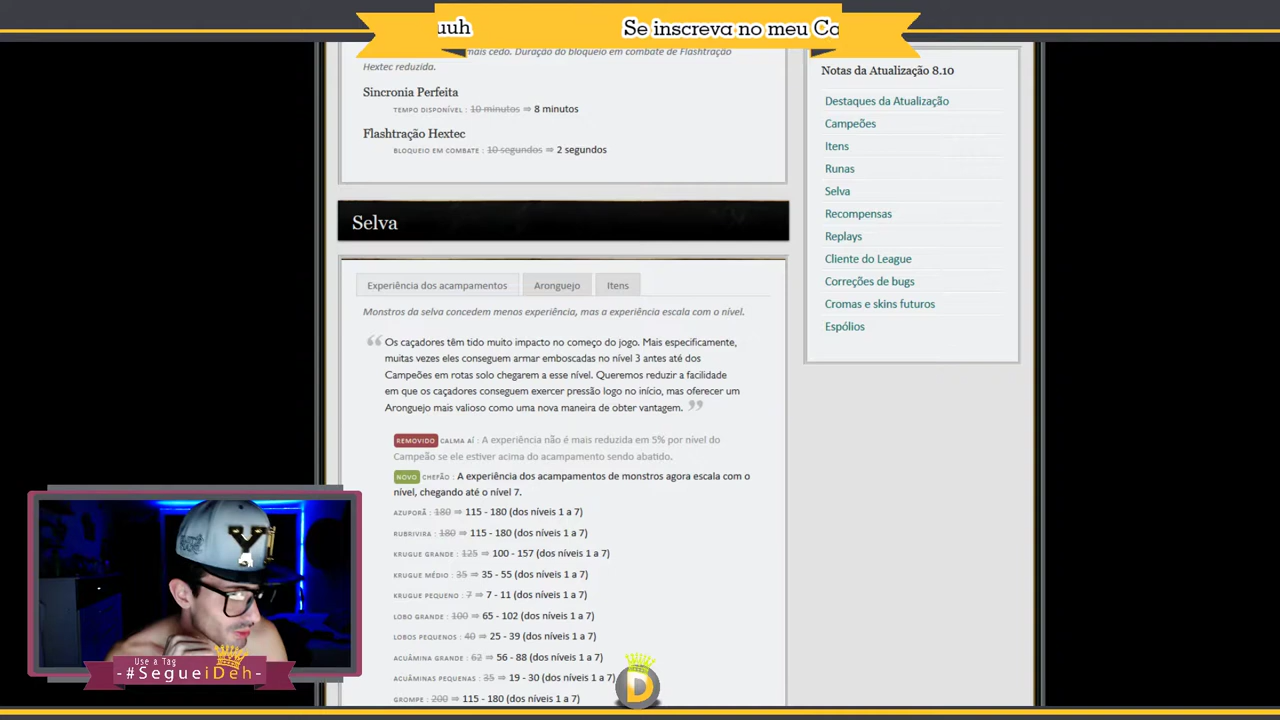 uuh
Se inscreva no meu Ca
mais cedo. Duração do bloqueio em combate de Flashtração
Hextec reduzida.
Sincronia Perfeita
TEMPO DISPONÍVEL : 10 minutos ⇒ 8 minutos
Flashtração Hextec
BLOQUEIO EM COMBATE : 10 segundos ⇒ 2 segundos
Selva
Experiência dos acampamentos Aronguejo Itens
Monstros da selva concedem menos experiência, mas a experiência escala com o nível.
“ Os caçadores têm tido muito impacto no começo do jogo. Mais especificamente,
muitas vezes eles conseguem armar emboscadas no nível 3 antes até dos
Campeões em rotas solo chegarem a esse nível. Queremos reduzir a facilidade
em que os caçadores conseguem exercer pressão logo no início, mas oferecer um
Aronguejo mais valioso como uma nova maneira de obter vantagem. ”
REMOVIDO CALMA AÍ : A experiência não é mais reduzida em 5% por nível do
Campeão se ele estiver acima do acampamento sendo abatido.
NOVO CHEFÃO : A experiência dos acampamentos de monstros agora escala com o
nível, chegando até o nível 7.
AZUPORÃ : 180 ⇒ 115 - 180 (dos níveis 1 a 7)
RUBRIVIRA : 180 ⇒ 115 - 180 (dos níveis 1 a 7)
KRUGUE GRANDE : 125 ⇒ 100 - 157 (dos níveis 1 a 7)
KRUGUE MÉDIO : 35 ⇒ 35 - 55 (dos níveis 1 a 7)
KRUGUE PEQUENO : 7 ⇒ 7 - 11 (dos níveis 1 a 7)
LOBO GRANDE : 100 ⇒ 65 - 102 (dos níveis 1 a 7)
LOBOS PEQUENOS : 40 ⇒ 25 - 39 (dos níveis 1 a 7)
ACUÂMINA GRANDE : 62 ⇒ 56 - 88 (dos níveis 1 a 7)
ACUÂMINAS PEQUENAS : 35 ⇒ 19 - 30 (dos níveis 1 a 7)
GROMPE : 200 ⇒ 115 - 180 (dos níveis 1 a 7)
Notas da Atualização 8.10
Destaques da Atualização
Campeões
Itens
Runas
Selva
Recompensas
Replays
Cliente do League
Correções de bugs
Cromas e skins futuros
Espólios
Y
Use a Tag
-#SegueiDeh-
D